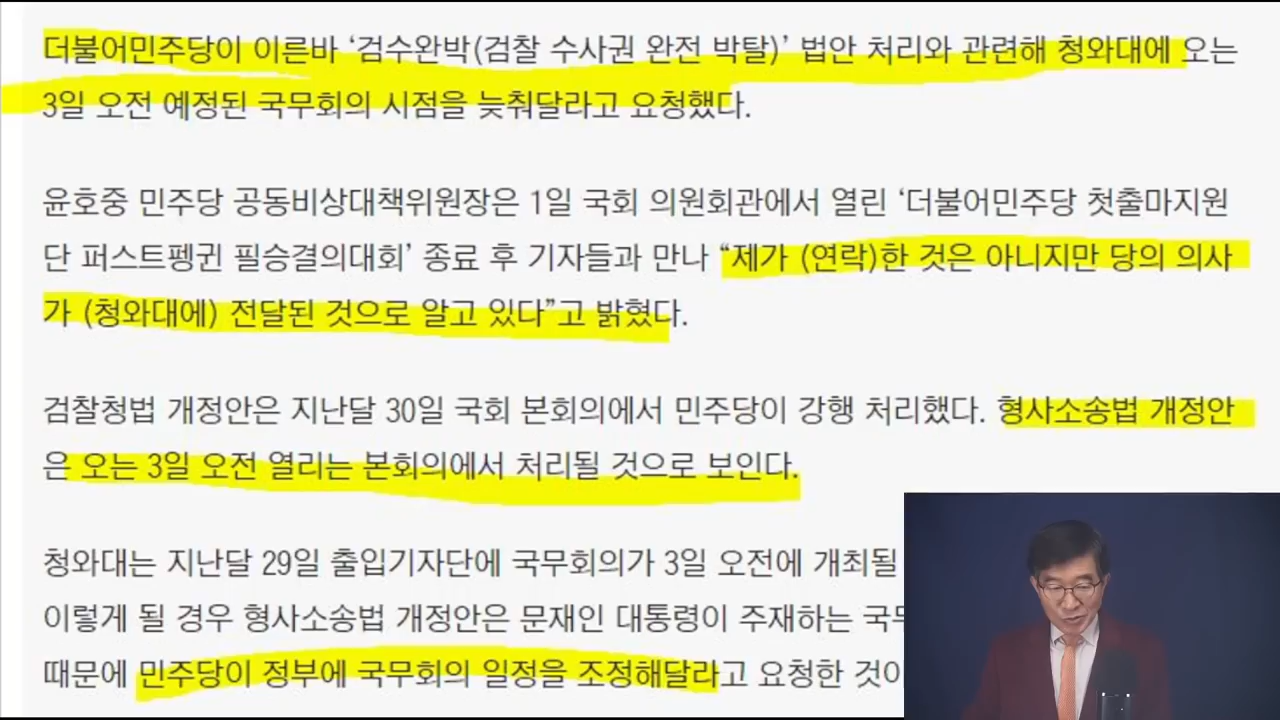 더불어민주당이 이른바 ‘검수완박(검찰 수사권 완전 박탈)’ 법안 처리와 관련해 청와대에 오는
3일 오전 예정된 국무회의 시점을 늦춰달라고 요청했다.
윤호중 민주당 공동비상대책위원장은 1일 국회 의원회관에서 열린 ‘더불어민주당 첫출마지원
단 퍼스트펭귄 필승결의대회’ 종료 후 기자들과 만나 “제가 (연락)한 것은 아니지만 당의 의사
가 (청와대에) 전달된 것으로 알고 있다”고 밝혔다.
검찰청법 개정안은 지난달 30일 국회 본회의에서 민주당이 강행 처리했다. 형사소송법 개정안
은 오는 3일 오전 열리는 본회의에서 처리될 것으로 보인다.
청와대는 지난달 29일 출입기자단에 국무회의가 3일 오전에 개최될
이렇게 될 경우 형사소송법 개정안은 문재인 대통령이 주재하는
때문에 민주당이 정부에 국무회의 일정을 조정해달라고 요청한 것이